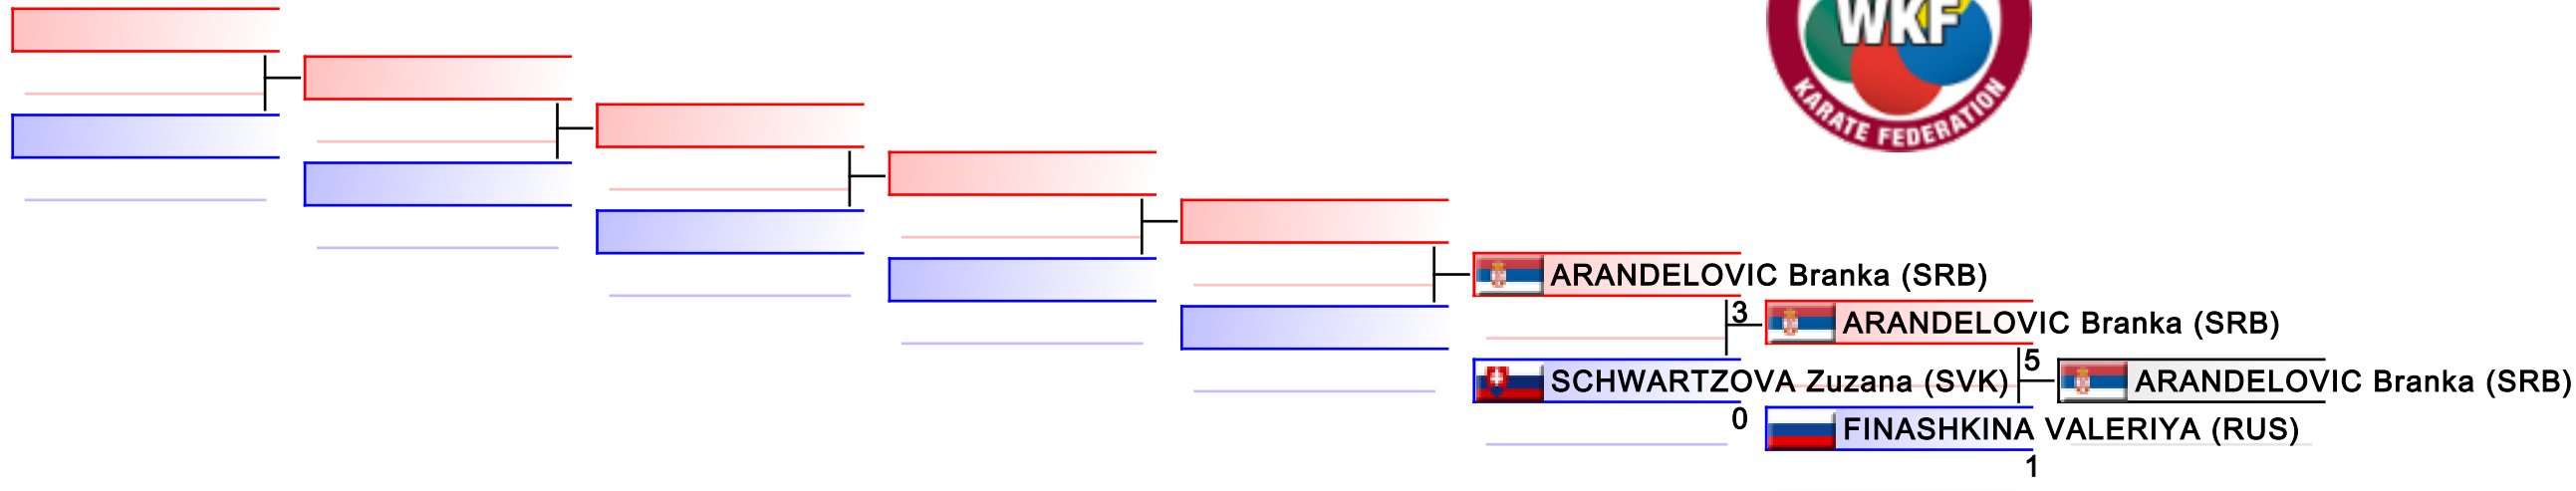 WKF
KARATE FEDERATION
ARANDELOVIC Branka (SRB)
3
ARANDELOVIC Branka (SRB)
5
SCHWARTZOVA Zuzana (SVK)
ARANDELOVIC Branka (SRB)
0
FINASHKINA VALERIYA (RUS)
1